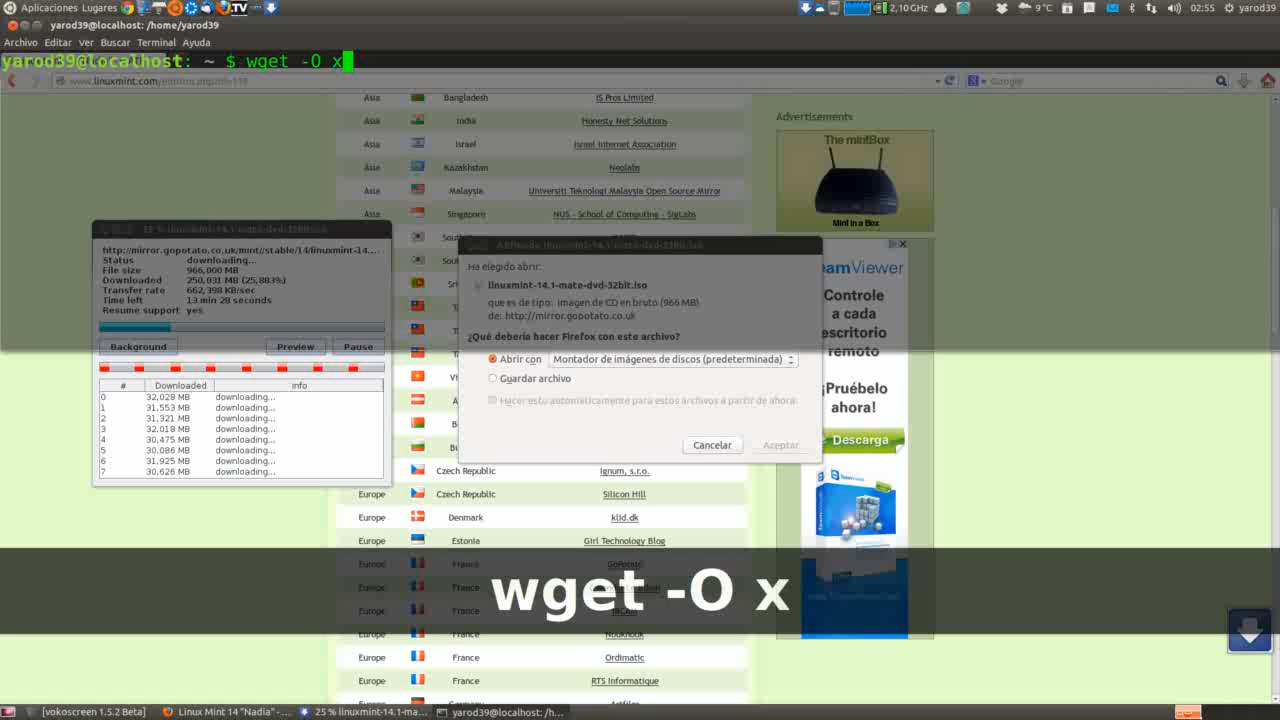 Aplicaciones Lugares
2,10 GHz
9 °C
02:55
yarod39
yarod39@localhost: /home/yarod39
Archivo Editar Ver Buscar Terminal Ayuda
yarod39@localhost: ~ $ wget -O x
Google
Asia Bangladesh IS Pros Limited
Asia India Honesty Net Solutions
Asia Israel Israel Internet Association
Asia Kazakhstan Neolabs
Asia Malaysia Universiti Teknologi Malaysia Open Source Mirror
Asia Singapore NUS - School of Computing - SigLabs
Advertisements
The mintBox
Mint in a Box
http://mirror.gopotato.co.uk/mint//stable/14/linuxmint-14....
Status downloading...
File size 966,000 MB
Downloaded 250,031 MB (25,883%)
Transfer rate 662,398 KB/sec
Time left 13 min 28 seconds
Resume support yes
Background Preview Pause
# Downloaded Info
0 32,028 MB downloading...
1 31,553 MB downloading...
2 31,321 MB downloading...
3 32,018 MB downloading...
4 30,475 MB downloading...
5 30,086 MB downloading...
6 31,925 MB downloading...
7 30,626 MB downloading...
Ha elegido abrir:
linuxmint-14.1-mate-dvd-32bit.iso
que es de tipo: imagen de CD en bruto (966 MB)
de: http://mirror.gopotato.co.uk
¿Qué debería hacer Firefox con este archivo?
Abrir con Montador de imágenes de discos (predeterminada)
Guardar archivo
Hacer esto automáticamente para estos archivos a partir de ahora.
Cancelar Aceptar
Controle
a cada
escritorio
remoto
¡Pruébelo
ahora!
Descarga
Europe Czech Republic Ignum, s.r.o.
Europe Czech Republic Silicon Hill
Europe Denmark klid.dk
Europe Estonia Girl Technology Blog
Europe France GoPotato
Europe France
Europe France IRCAM
Europe France Nouknouk
Europe France Ordimatic
Europe France RTS Informatique
wget -O x
[vokoscreen 1.5.2 Beta]
Linux Mint 14 "Nadia" - ...
25 % linuxmint-14.1-ma...
yarod39@localhost: /h...